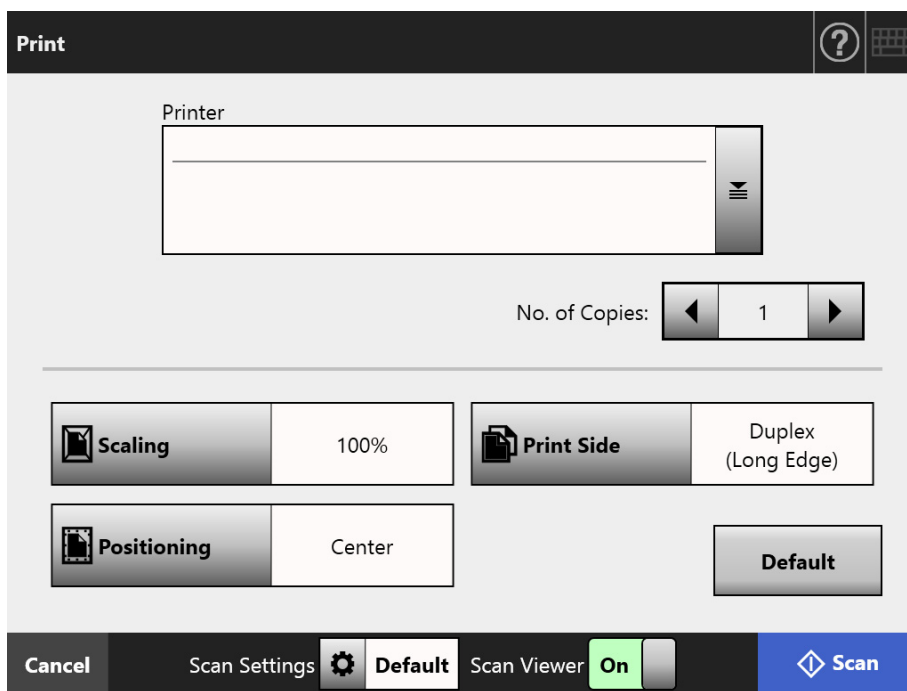 Print
Printer
No. of Copies: 1
Scaling 100%
Print Side Duplex
(Long Edge)
Positioning Center
Default
Cancel Scan Settings Default Scan Viewer On Scan